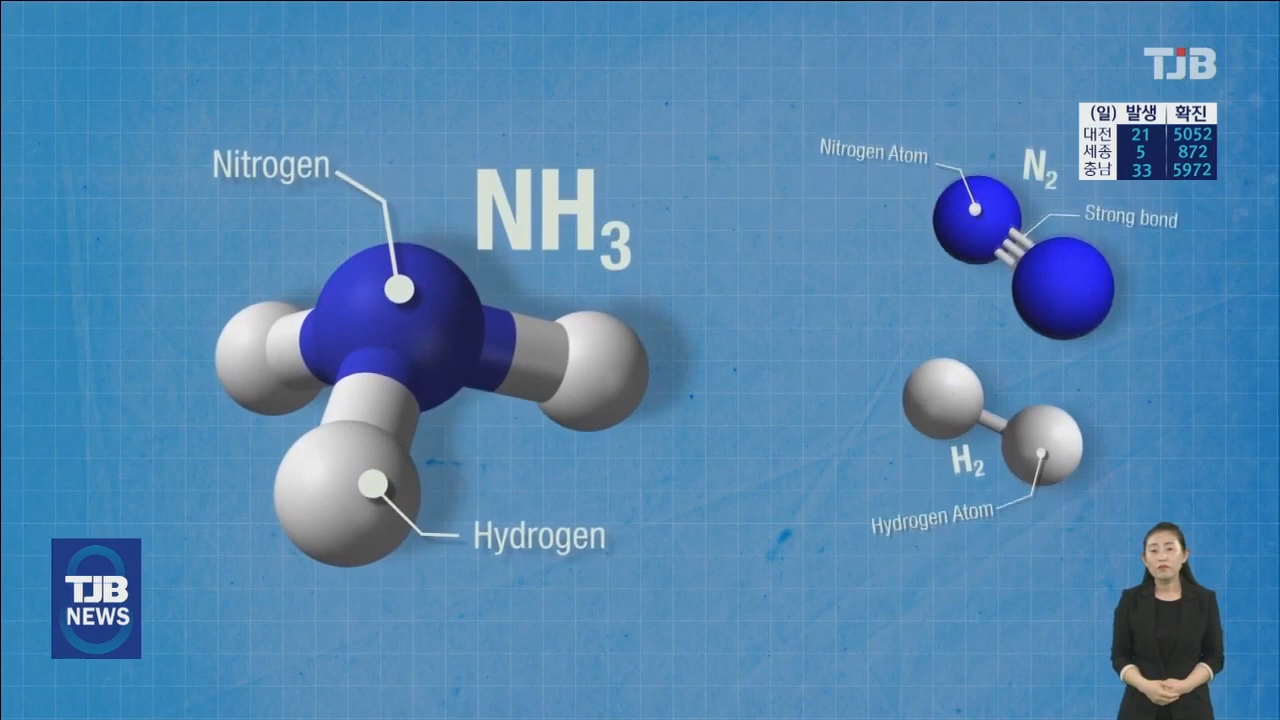 TJB
(일) 발생 확진
대전 21 5052
세종 5 872
충남 33 5972
Nitrogen
NH3
Nitrogen Atom
N2
Strong bond
H2
Hydrogen Atom
Hydrogen
TJB
NEWS